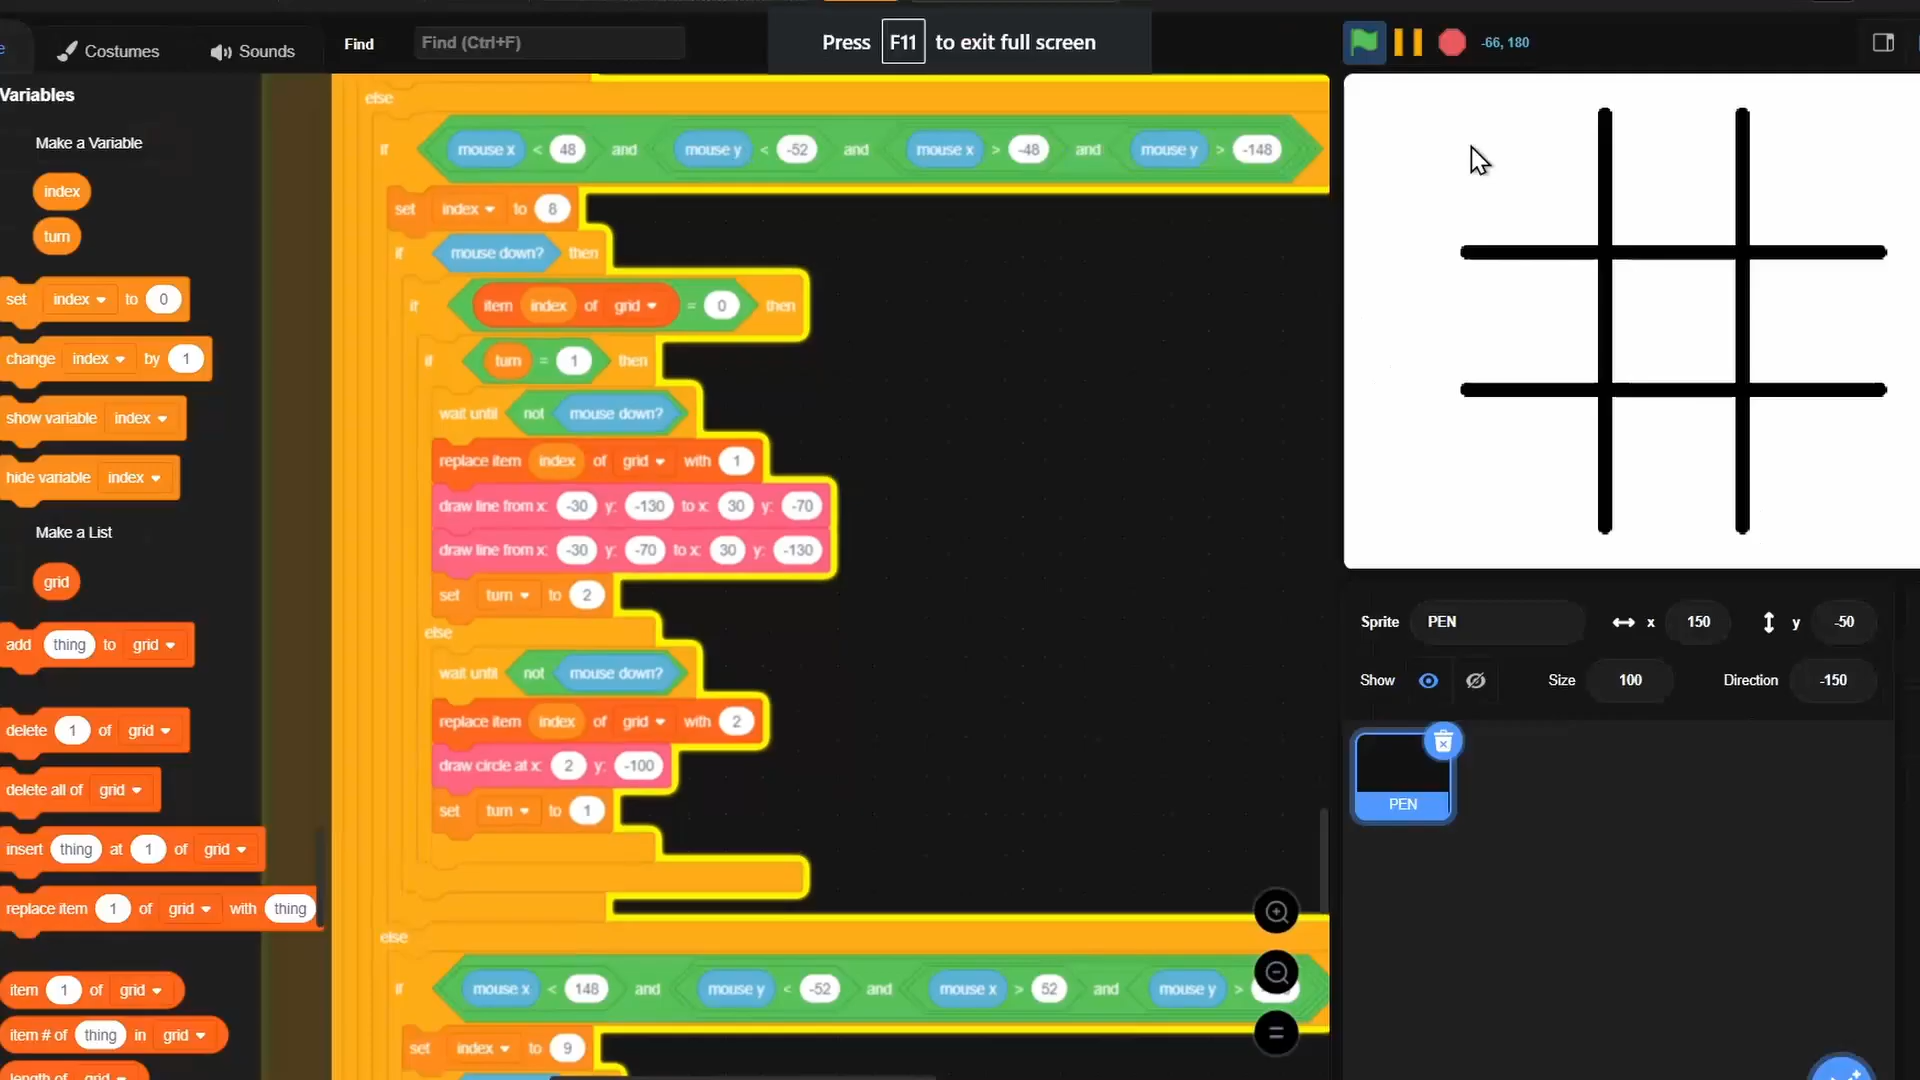 Costumes
Sounds
Find
Find (Ctrl+F)
Press F11 to exit full screen
-66, 180
Variables
Make a Variable
index
turn
set index to 0
change index by 1
show variable index
hide variable index
Make a List
grid
add thing to grid
delete 1 of grid
delete all of grid
insert thing at 1 of grid
replace item 1 of grid with thing
item 1 of grid
item # of thing in grid
length of grid
else
if mouse x < 48 and mouse y < -52 and mouse x > -48 and mouse y > -148
set index to 8
if mouse down? then
if item index of grid = 0 then
if turn = 1 then
wait until not mouse down?
replace item index of grid with 1
draw line from x: -30 y: -130 to x: 30 y: -70
draw line from x: -30 y: -70 to x: 30 y: -130
set turn to 2
else
wait until not mouse down?
replace item index of grid with 2
draw circle at x: 2 y: -100
set turn to 1
else
if mouse x < 148 and mouse y < -52 and mouse x > 52 and mouse y >
set index to 9
Sprite PEN x 150 y -50
Show Size 100 Direction -150
PEN